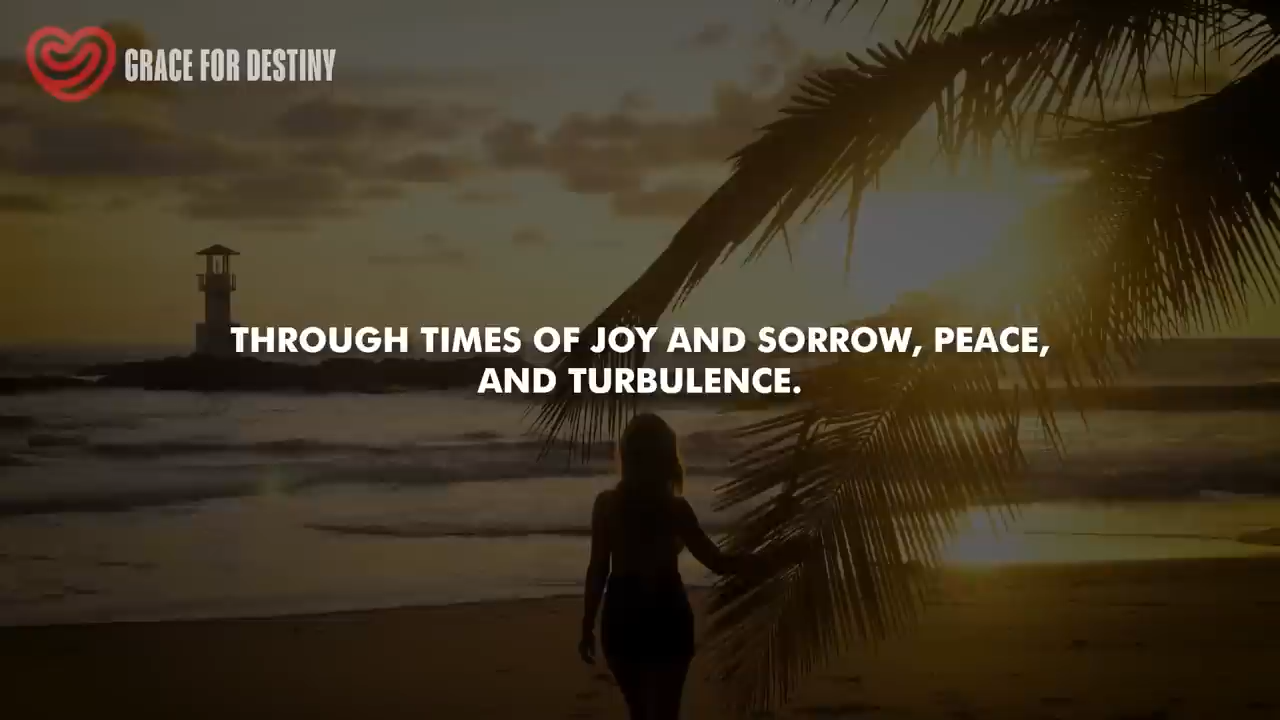 GRACE FOR DESTINY
THROUGH TIMES OF JOY AND SORROW, PEACE,
AND TURBULENCE.